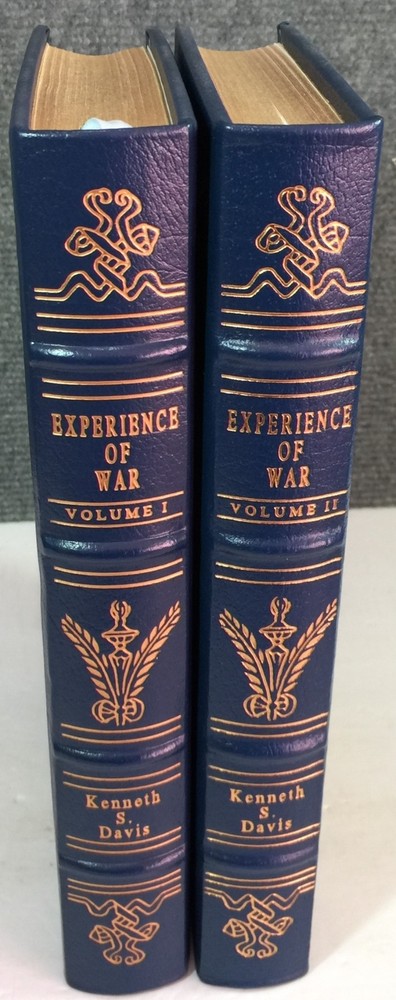 EXPERIENCE
OF
WAR
VOLUME I
Kenneth
S.
Davis
EXPERIENCE
OF
WAR
VOLUME II
Kenneth
S.
Davis